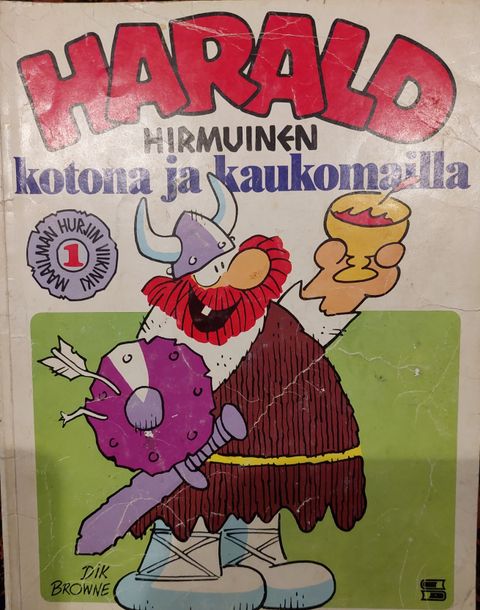 HARALD
HIRMUINEN
kotona ja kaukomailla
MAAILMAN HURJIN VIIKINKI
1
DIK
BROWNE